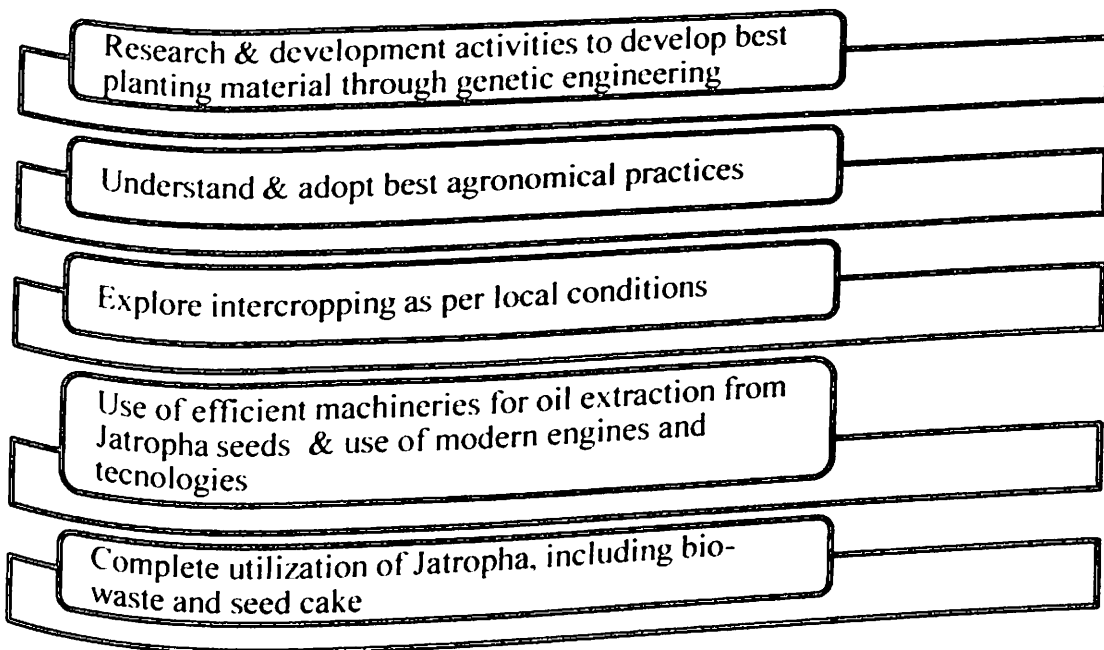 Research & development activities to develop best
planting material through genetic engineering
Understand & adopt best agronomical practices
Explore intercropping as per local conditions
Use of efficient machineries for oil extraction from
Jatropha seeds & use of modern engines and
tecnologies
Complete utilization of Jatropha, including bio-
waste and seed cake